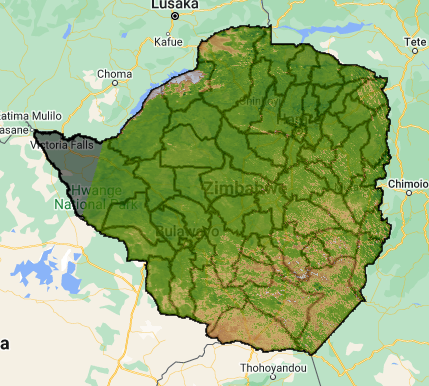 Lusaka
Kafue
Tete
Choma
atima Mulilo
asane
Victoria Falls
Chimoio
Hwange
National Park
Zimbabwe
Bulawayo
a
Thohoyandou